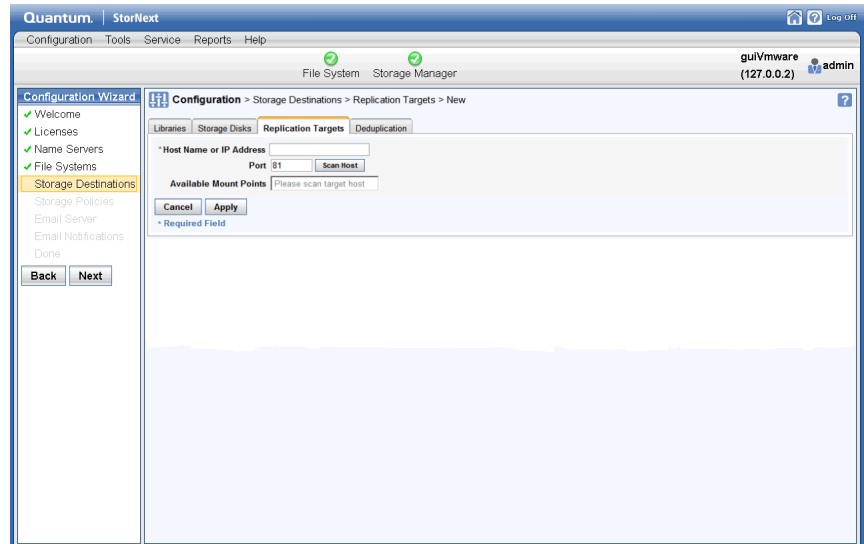 Quantum. StorNext
Log Off
Configuration Tools Service Reports Help
File System Storage Manager
guiVmware
(127.0.0.2)
admin
Configuration Wizard
Welcome
Licenses
Name Servers
File Systems
Storage Destinations
Storage Policies
Email Server
Email Notifications
Done
Back Next
Configuration > Storage Destinations > Replication Targets > New
?
Libraries Storage Disks Replication Targets Deduplication
*Host Name or IP Address
Port 81 Scan Host
Available Mount Points Please scan target host
Cancel Apply
* Required Field